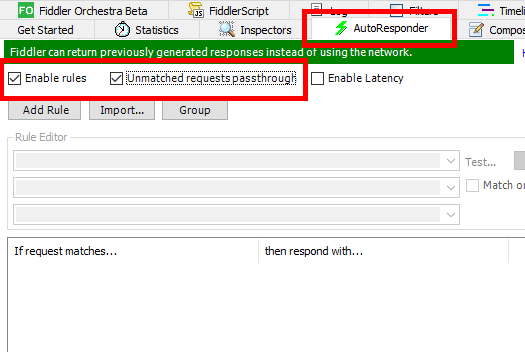 Fiddler Orchestra Beta FiddlerScript Log Filters Timeli
Get Started Statistics Inspectors AutoResponder Compos
Fiddler can return previously generated responses instead of using the network.
Enable rules Unmatched requests passthrough Enable Latency
Add Rule Import... Group
Rule Editor
Test...
Match or
If request matches... then respond with...